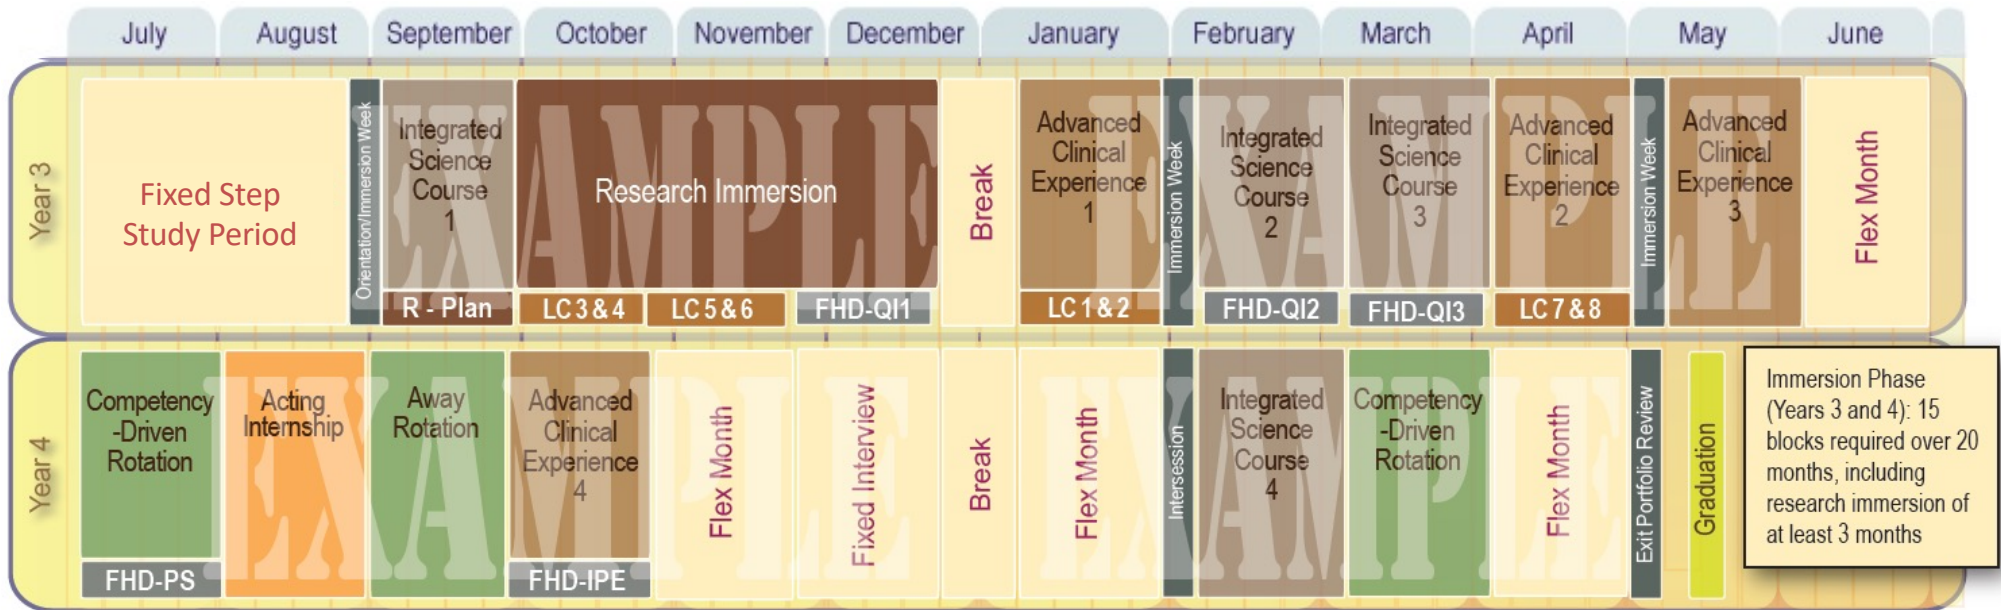 July August September October November December January February March April May June
Year 3
Fixed Step
Study Period
Orientation/Immersion Week
Integrated
Science
Course
1
R - Plan
Research Immersion
LC 3 & 4
LC 5 & 6
FHD-QI1
Break
Advanced
Clinical
Experience
1
LC 1 & 2
Immersion Week
Integrated
Science
Course
2
FHD-QI2
Integrated
Science
Course
3
FHD-QI3
Advanced
Clinical
Experience
2
LC 7 & 8
Immersion Week
Advanced
Clinical
Experience
3
Flex Month
EXAMPLE
EXAMPLE
Year 4
Competency
-Driven
Rotation
FHD-PS
Acting
Internship
Away
Rotation
Advanced
Clinical
Experience
4
FHD-IPE
Flex Month
Fixed Interview
Break
Flex Month
Intersession
Integrated
Science
Course
4
Competency
-Driven
Rotation
Flex Month
Exit Portfolio Review
Graduation
EXAMPLE
EXAMPLE
Immersion Phase
(Years 3 and 4): 15
blocks required over 20
months, including
research immersion of
at least 3 months